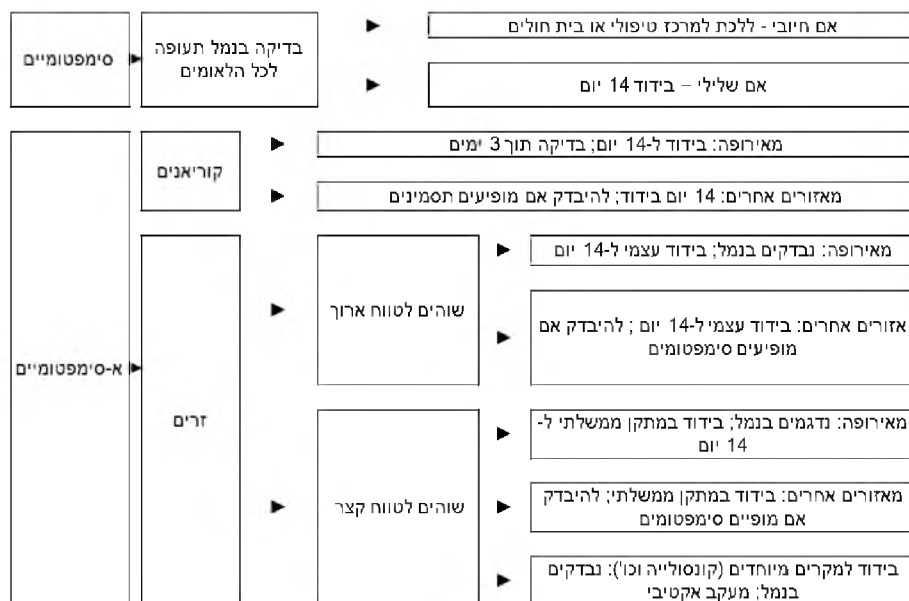 סימפטומיים
בדיקה בנמל תעופה
לכל הלאומים
אם חיובי - ללכת למרכז טיפולי או בית חולים
אם שלילי – בידוד 14 יום
א-סימפטומיים
קוריאנים
מאירופה: בידוד ל-14 יום; בדיקה תוך 3 ימים
מאזורים אחרים: 14 יום בידוד; להיבדק אם מופיעים תסמינים
זרים
שוהים לטווח ארוך
מאירופה: נבדקים בנמל; בידוד עצמי ל-14 יום
אזורים אחרים: בידוד עצמי ל-14 יום ; להיבדק אם
מופיעים סימפטומים
שוהים לטווח קצר
מאירופה: נדגמים בנמל; בידוד במתקן ממשלתי ל-
14 יום
מאזורים אחרים: בידוד במתקן ממשלתי; להיבדק
אם מופיים סימפטומים
בידוד למקרים מיוחדים (קונסולייה וכו'): נבדקים
בנמל; מעקב אקטיבי